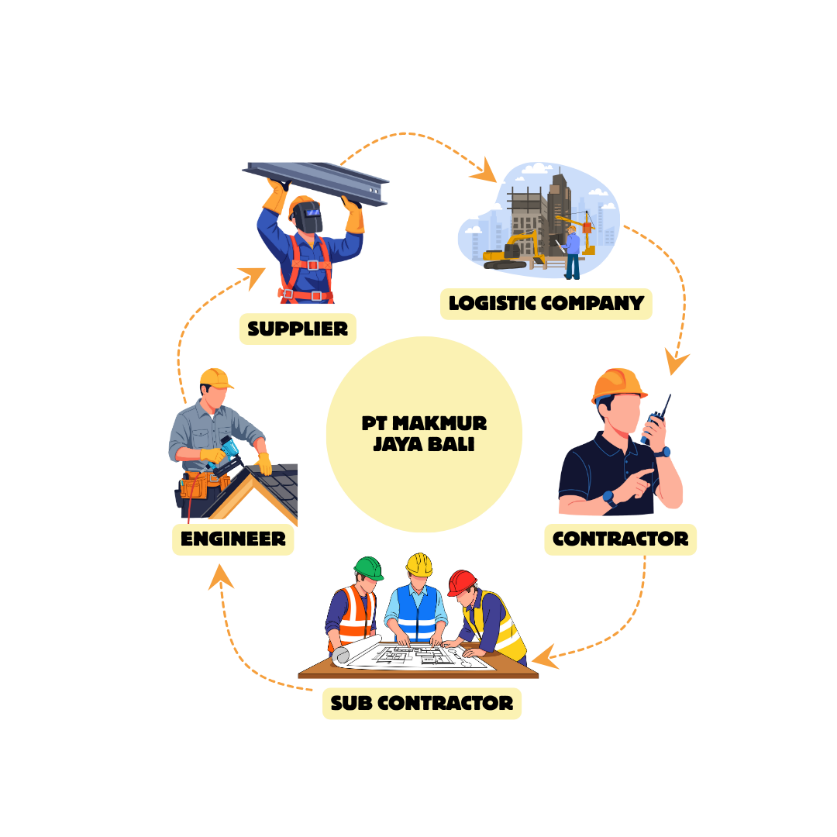 SUPPLIER
LOGISTIC COMPANY
PT MAKMUR
JAYA BALI
ENGINEER
CONTRACTOR
SUB CONTRACTOR